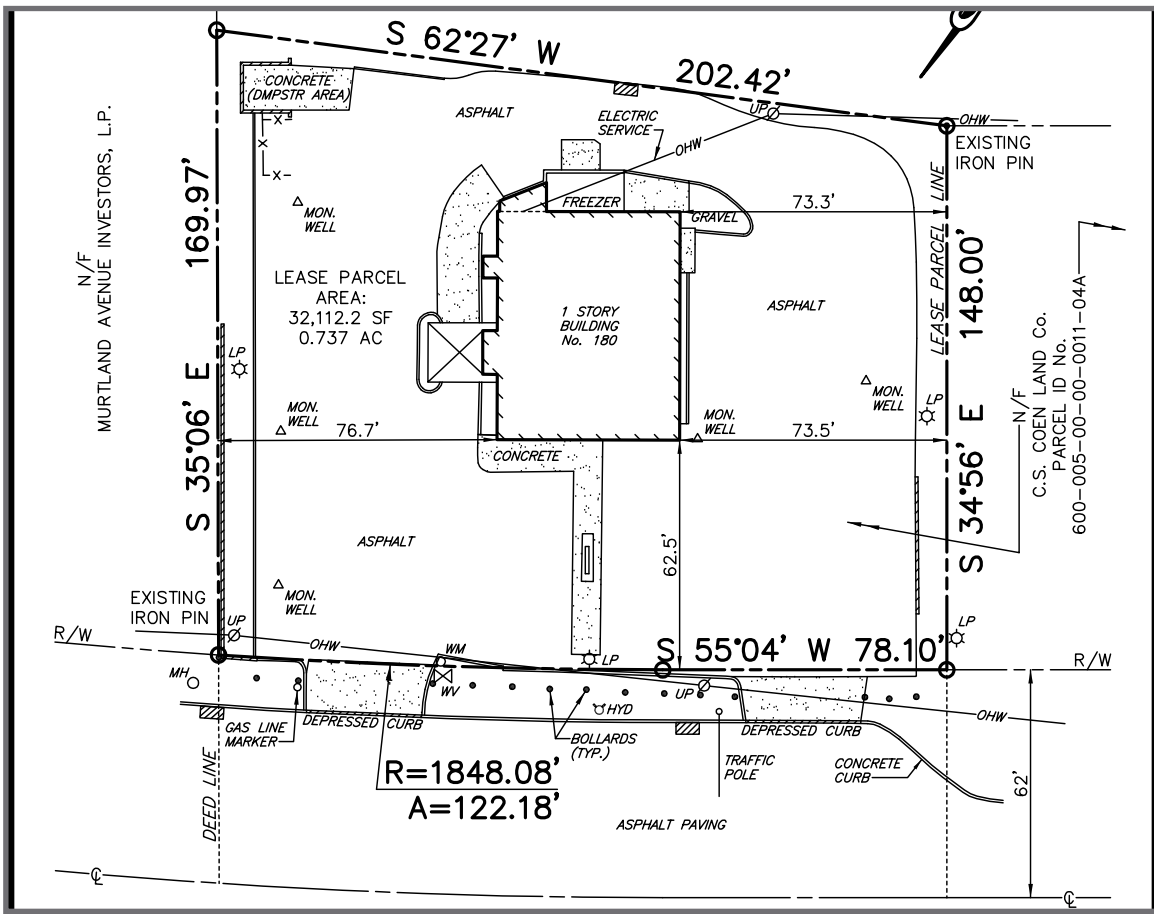 S 62°27' W
202.42'
CONCRETE
(DMPSTR AREA)
ASPHALT
ELECTRIC
SERVICE
UP
OHW
OHW
EXISTING
IRON PIN
N/F
MURTLAND AVENUE INVESTORS, L.P.
S 35°06' E 169.97'
X
X
X
MON.
WELL
FREEZER
GRAVEL
73.3'
LEASE PARCEL LINE
S 34°56' E 148.00'
LEASE PARCEL
AREA:
32,112.2 SF
0.737 AC
1 STORY
BUILDING
No. 180
ASPHALT
N/F
C.S. COEN LAND Co.
PARCEL ID No.
600-005-00-00-0011-04A
LP
MON.
WELL
LP
MON.
WELL
76.7'
MON.
WELL
73.5'
CONCRETE
ASPHALT
62.5'
MON.
WELL
EXISTING
IRON PIN
UP
LP
R/W
OHW
WM
LP
S 55°04' W 78.10'
R/W
MH
WV
UP
HYD
OHW
GAS LINE
MARKER
DEPRESSED CURB
BOLLARDS
(TYP.)
DEPRESSED CURB
TRAFFIC
POLE
CONCRETE
CURB
DEED LINE
R=1848.08'
A=122.18'
62'
ASPHALT PAVING
℄
℄